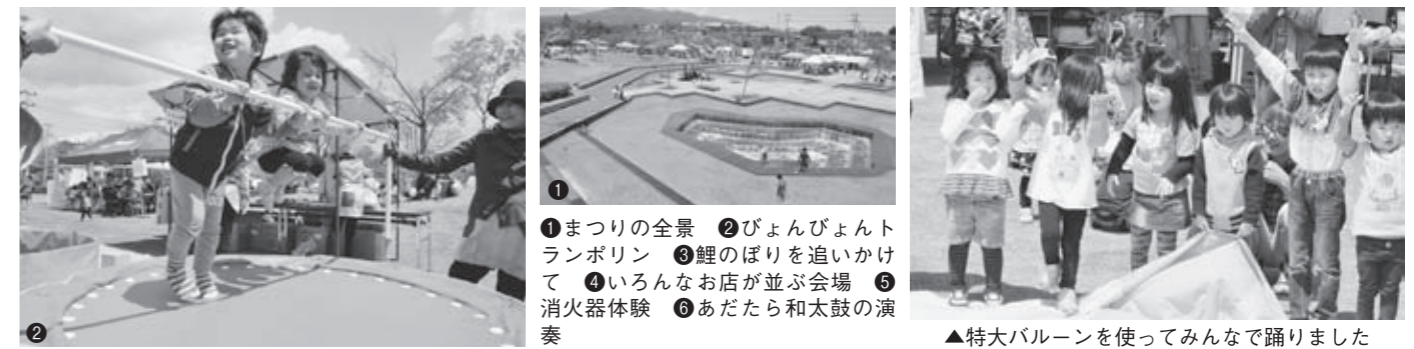 ❷
❶
❶まつりの全景　❷びょんびょんト
ランポリン　❸鯉のぼりを追いかけ
て　❹いろんなお店が並ぶ会場　❺
消火器体験　❻あだたら和太鼓の演
奏
▲特大バルーンを使ってみんなで踊りました